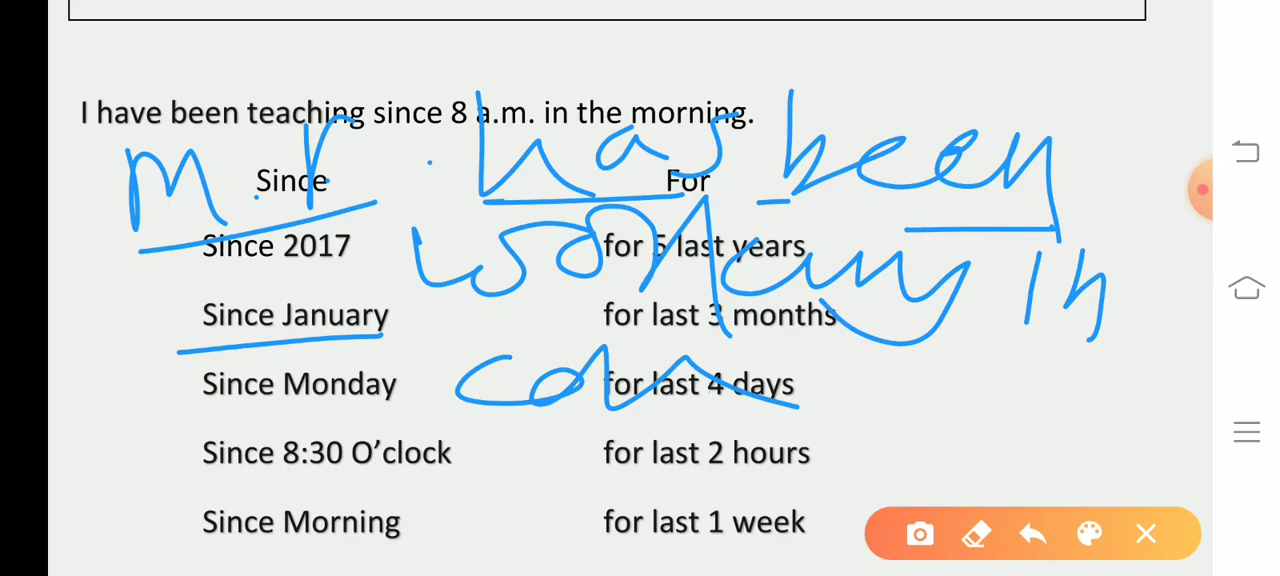 I have been teaching since 8 a.m. in the morning.
m r. has been
Since For
working in
Since 2017 for 5 last years
Since January for last 3 months
Since Monday for last 4 days
Since 8:30 O’clock for last 2 hours
Since Morning for last 1 week